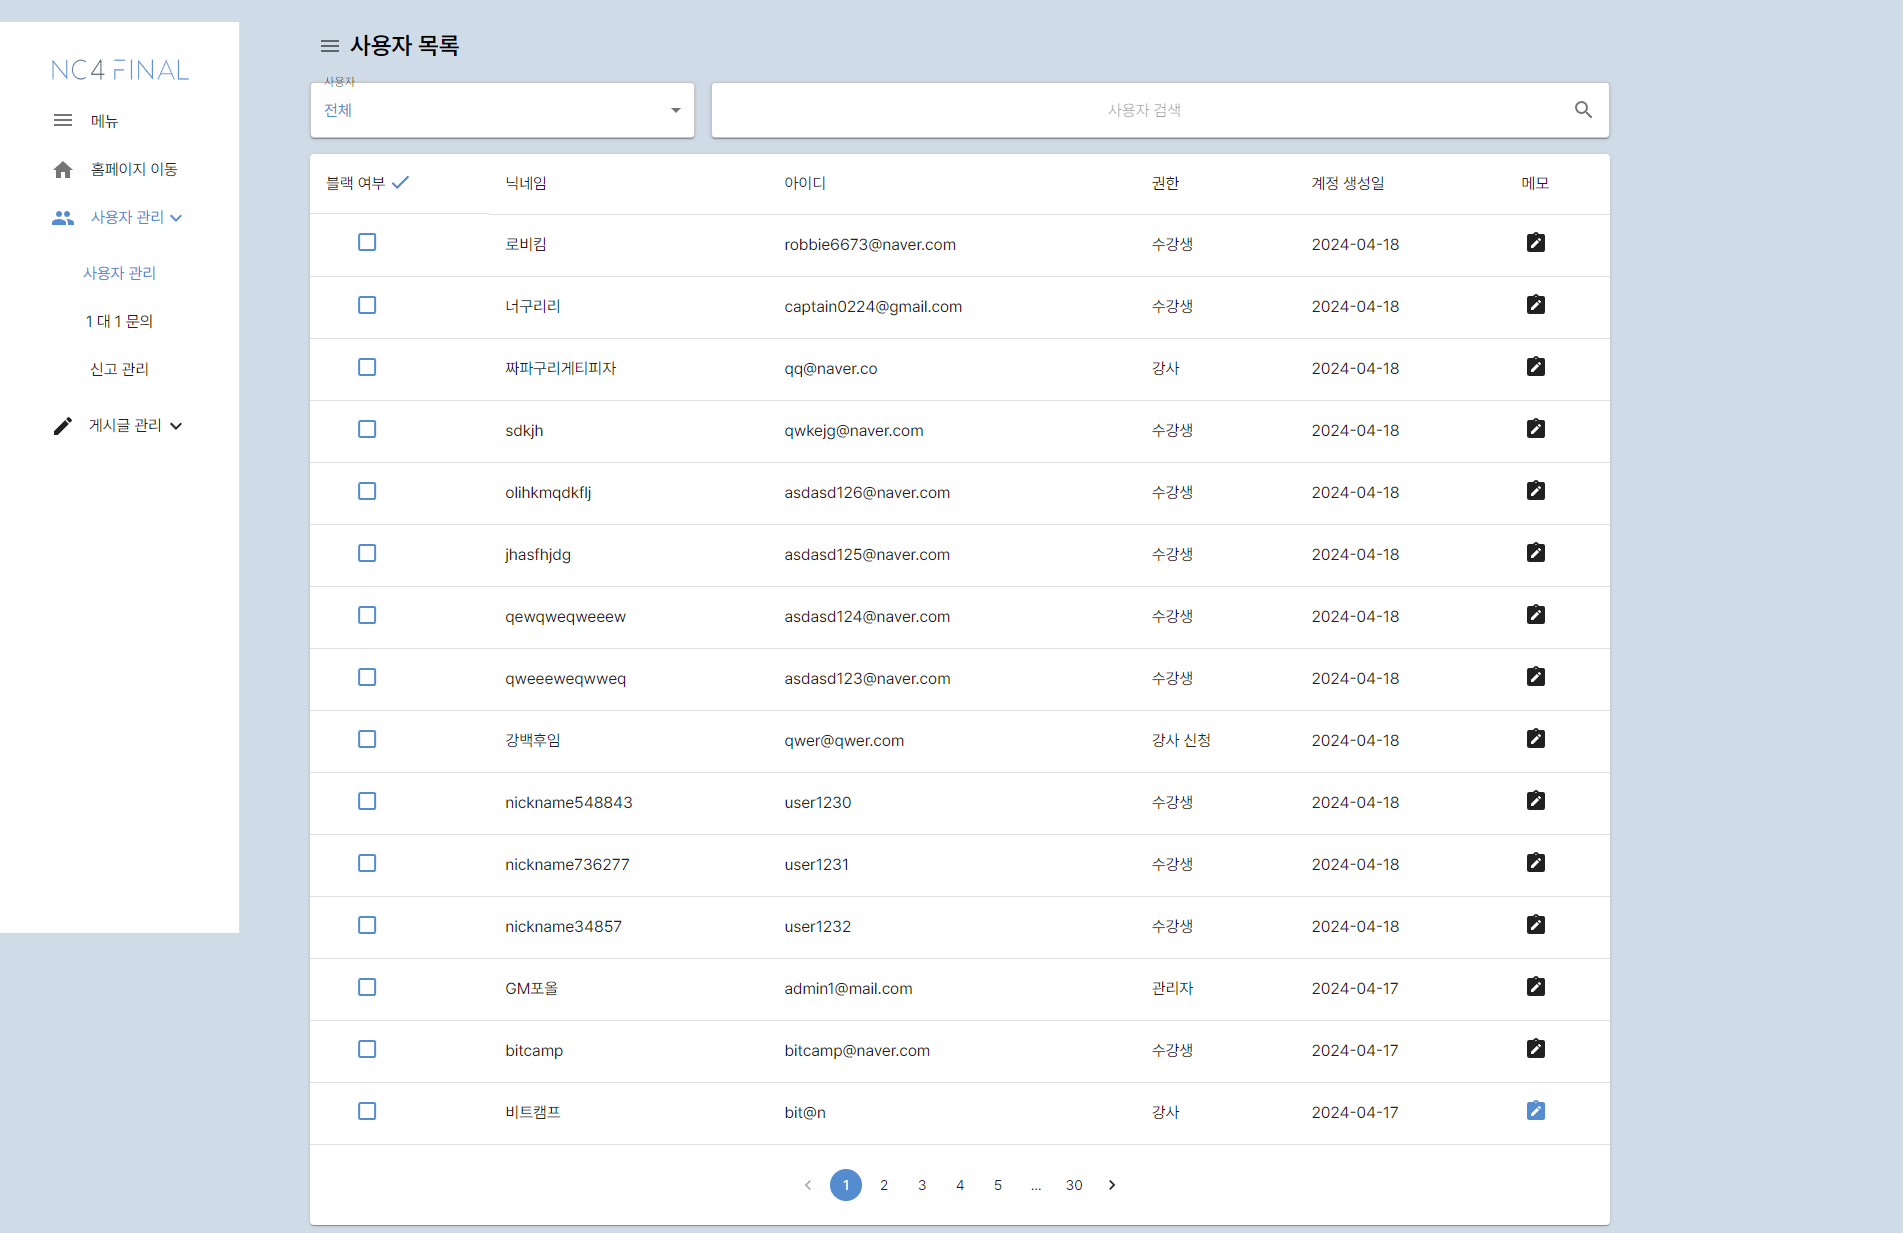 NC4 FINAL
메뉴
홈페이지 이동
사용자 관리
사용자 관리
1 대 1 문의
신고 관리
게시글 관리
사용자 목록
사용자
전체
사용자 검색
블랙 여부 닉네임 아이디 권한 계정 생성일 메모
로비킴 robbie6673@naver.com 수강생 2024-04-18
너구리리 captain0224@gmail.com 수강생 2024-04-18
짜파구리게티피자 qq@naver.co 강사 2024-04-18
sdkjh qwkejg@naver.com 수강생 2024-04-18
olihkmqdkflj asdasd126@naver.com 수강생 2024-04-18
jhasfhjdg asdasd125@naver.com 수강생 2024-04-18
qewqweqweeew asdasd124@naver.com 수강생 2024-04-18
qweeeweqwweq asdasd123@naver.com 수강생 2024-04-18
강백후임 qwer@qwer.com 강사 신청 2024-04-18
nickname548843 user1230 수강생 2024-04-18
nickname736277 user1231 수강생 2024-04-18
nickname34857 user1232 수강생 2024-04-18
GM포올 admin1@mail.com 관리자 2024-04-17
bitcamp bitcamp@naver.com 수강생 2024-04-17
비트캠프 bit@n 강사 2024-04-17
1 2 3 4 5 ... 30